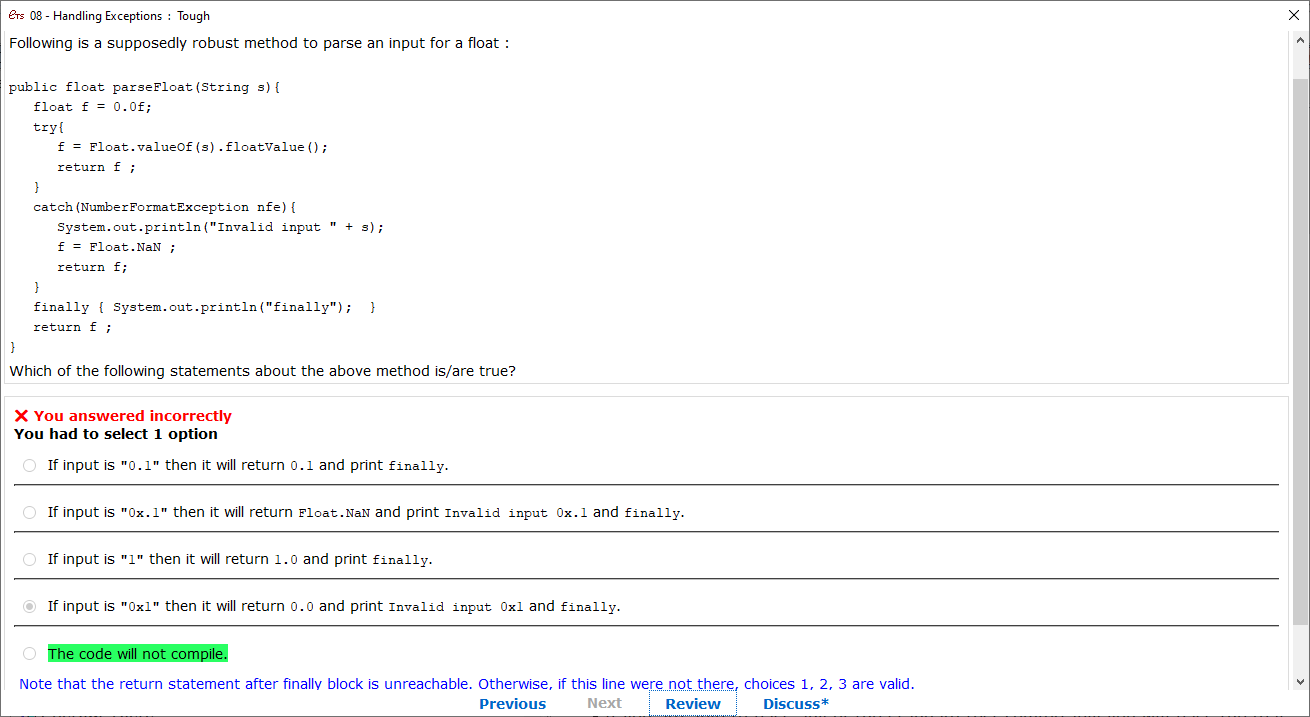 ets 08 - Handling Exceptions : Tough
Following is a supposedly robust method to parse an input for a float :
public float parseFloat(String s){
   float f = 0.0f;
   try{
      f = Float.valueOf(s).floatValue();
      return f ;
   }
   catch(NumberFormatException nfe){
      System.out.println("Invalid input " + s);
      f = Float.NaN ;
      return f;
   }
   finally { System.out.println("finally");  }
   return f ;
}
Which of the following statements about the above method is/are true?
You answered incorrectly
You had to select 1 option
If input is "0.1" then it will return 0.1 and print finally.
If input is "0x.1" then it will return Float.NaN and print Invalid input 0x.1 and finally.
If input is "1" then it will return 1.0 and print finally.
If input is "0x1" then it will return 0.0 and print Invalid input 0x1 and finally.
The code will not compile.
Note that the return statement after finally block is unreachable. Otherwise, if this line were not there, choices 1, 2, 3 are valid.
Previous Next Review Discuss*